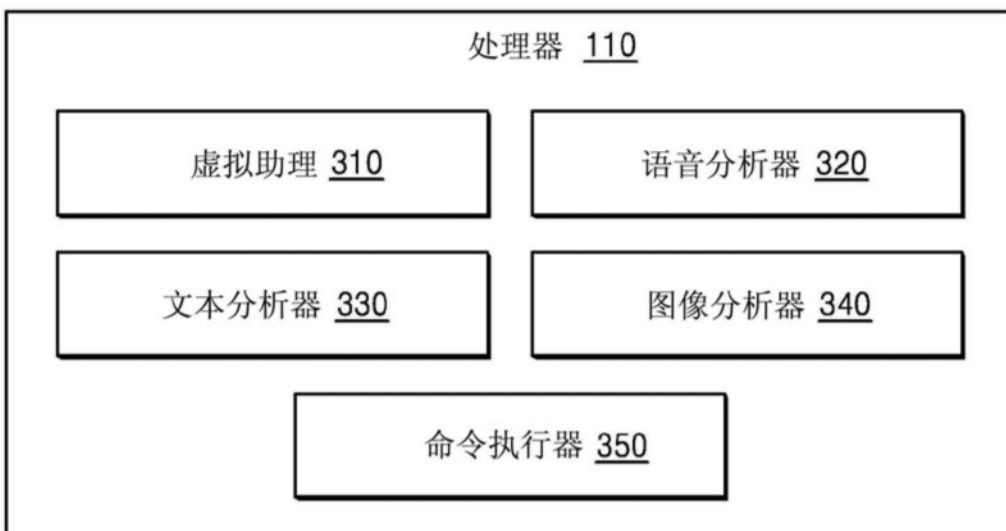 处理器 110
虚拟助理 310
语音分析器 320
文本分析器 330
图像分析器 340
命令执行器 350